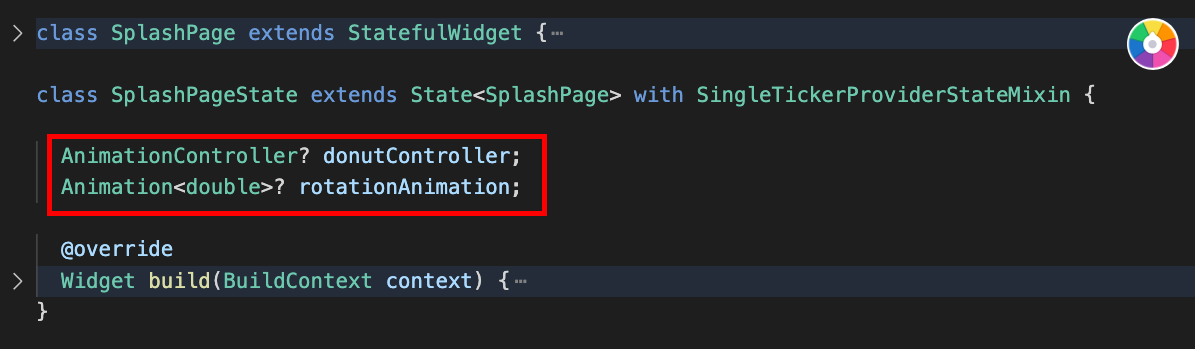 class SplashPage extends StatefulWidget {…
class SplashPageState extends State<SplashPage> with SingleTickerProviderStateMixin {
AnimationController? donutController;
Animation<double>? rotationAnimation;
@override
Widget build(BuildContext context) {…
}